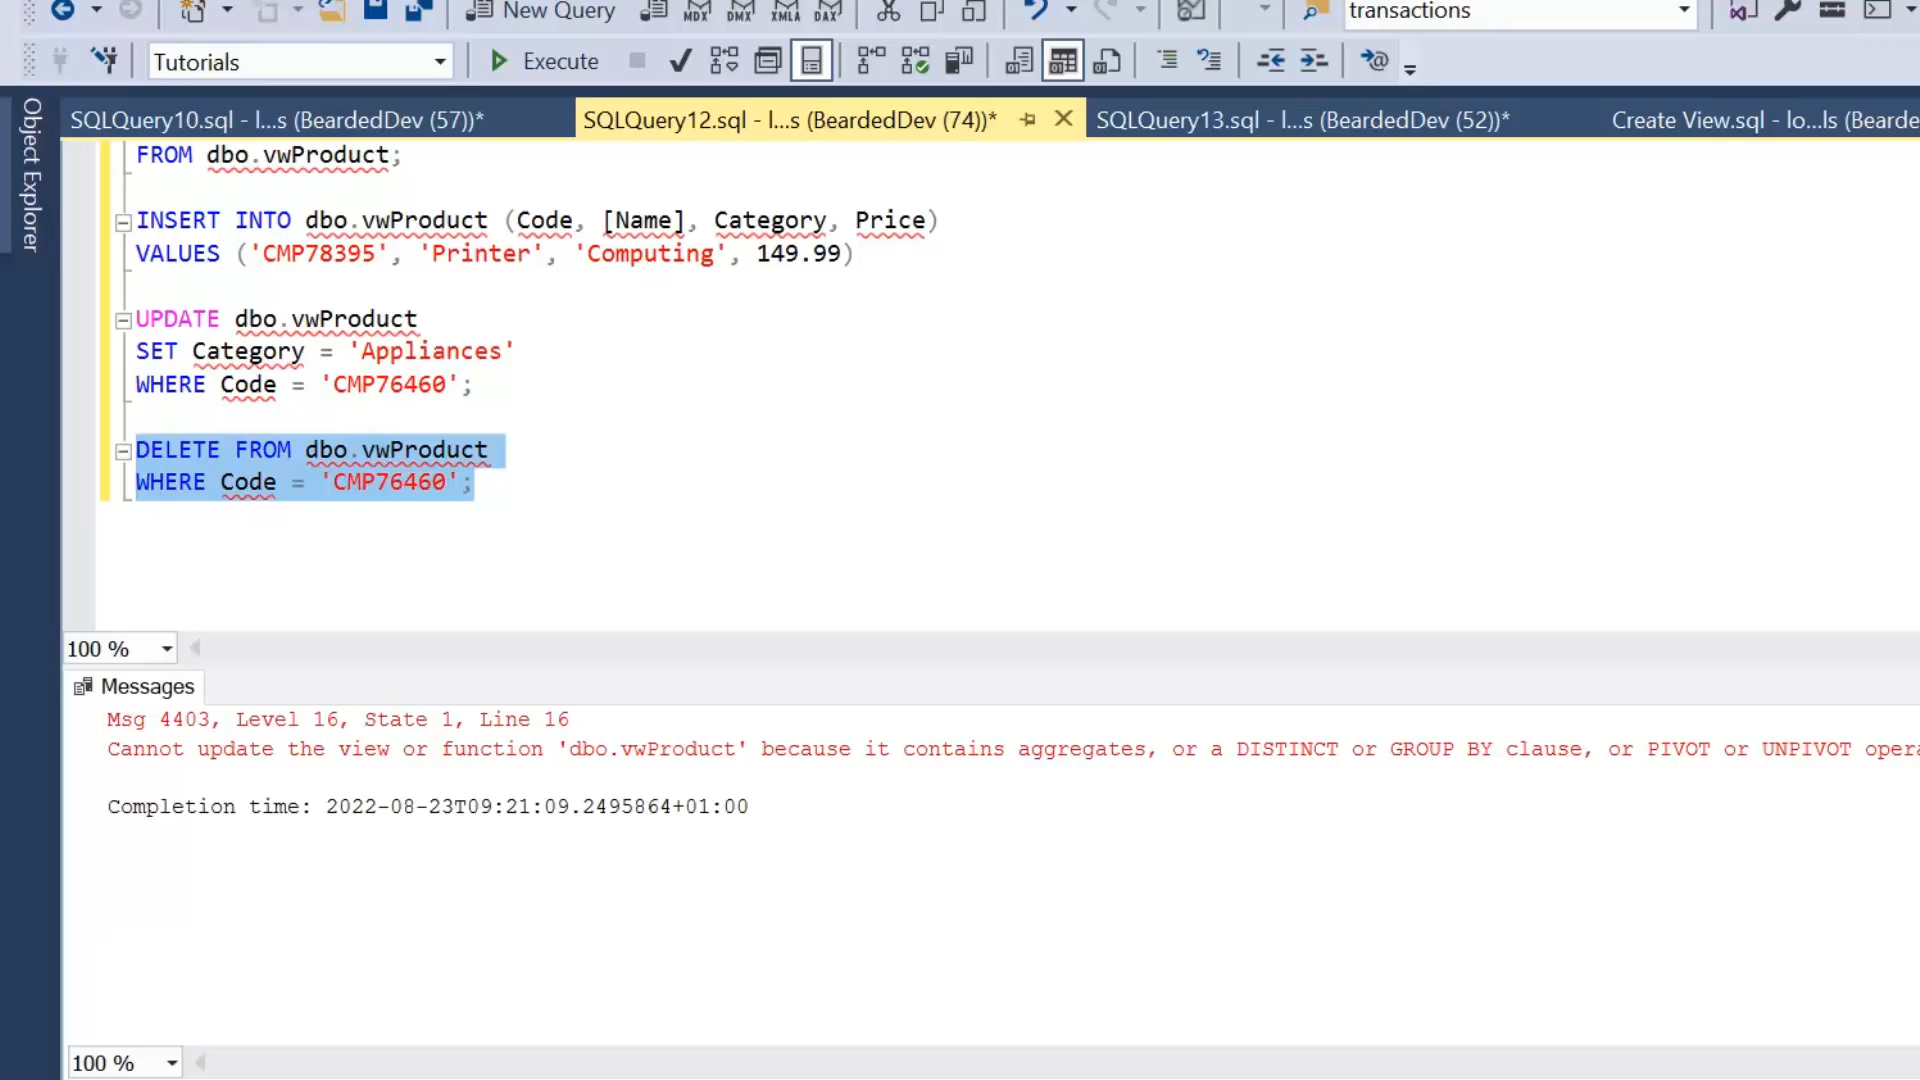 New Query
MDX
DMX
XMLA
DAX
transactions
Tutorials
Execute
SQLQuery10.sql - l...s (BeardedDev (57))*
SQLQuery12.sql - l...s (BeardedDev (74))*
SQLQuery13.sql - l...s (BeardedDev (52))*
Create View.sql - lo...ls (Bearde
Object Explorer
FROM dbo.vwProduct;
INSERT INTO dbo.vwProduct (Code, [Name], Category, Price)
VALUES ('CMP78395', 'Printer', 'Computing', 149.99)
UPDATE dbo.vwProduct
SET Category = 'Appliances'
WHERE Code = 'CMP76460';
DELETE FROM dbo.vwProduct
WHERE Code = 'CMP76460';
100 %
Messages
Msg 4403, Level 16, State 1, Line 16
Cannot update the view or function 'dbo.vwProduct' because it contains aggregates, or a DISTINCT or GROUP BY clause, or PIVOT or UNPIVOT opera
Completion time: 2022-08-23T09:21:09.2495864+01:00
100 %